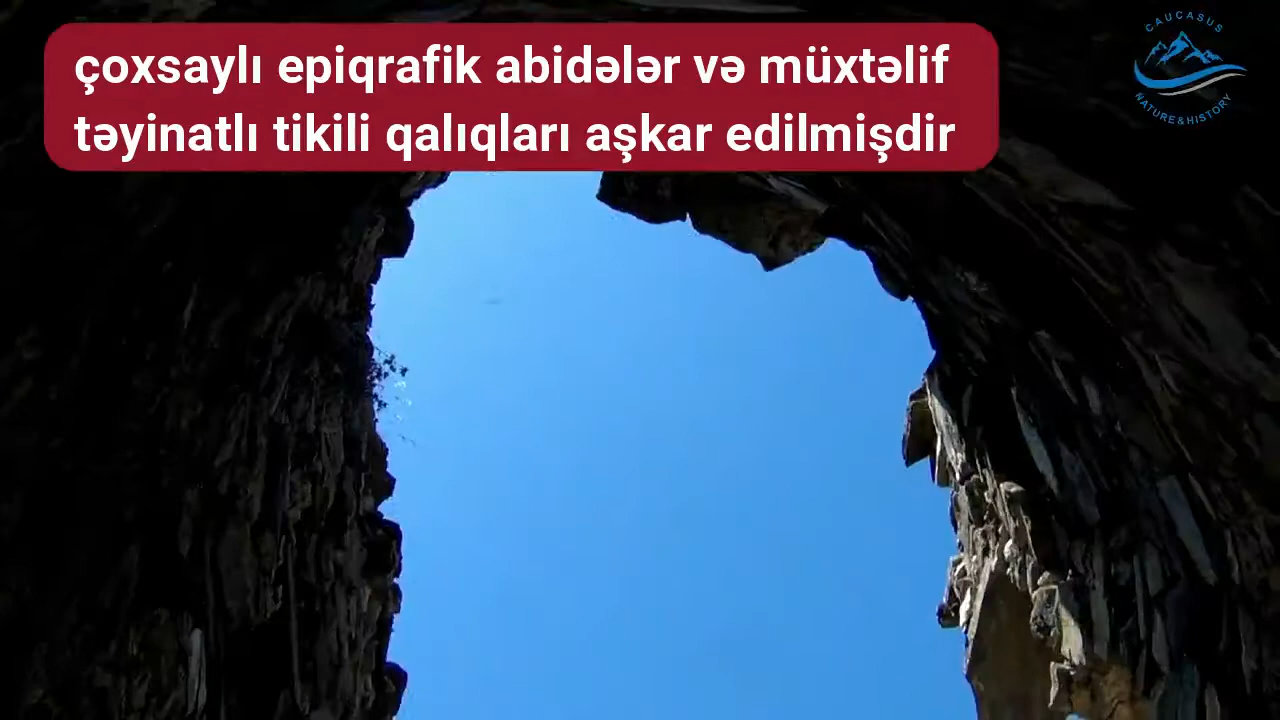 çoxsaylı epiqrafik abidələr və müxtəlif
təyinatlı tikili qalıqları aşkar edilmişdir
CAUCASUS
NATURE & HISTORY